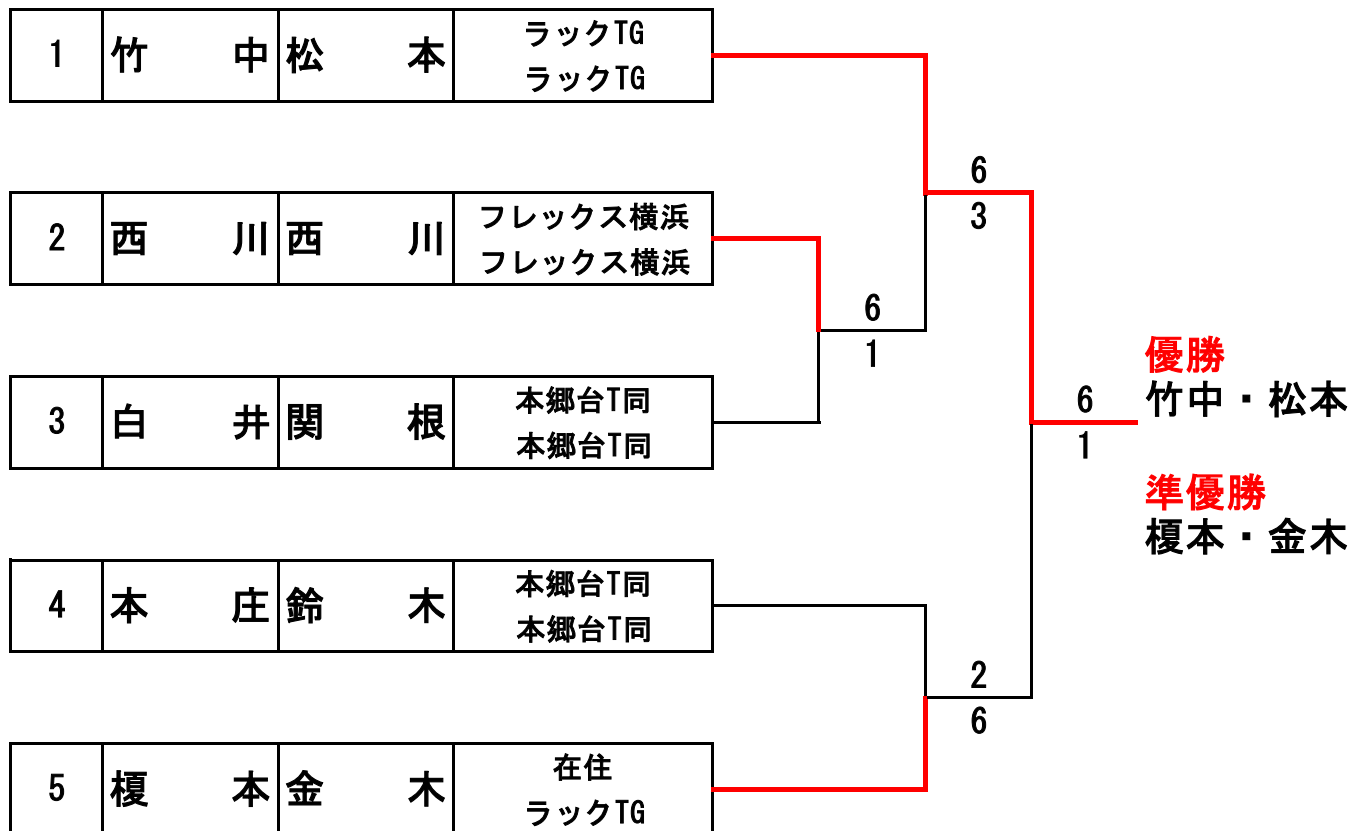 1 竹中 松本 ラックTG
ラックTG
6
3
2 西川 西川 フレックス横浜
フレックス横浜
6
1
3 白井 関根 本郷台T同
本郷台T同
優勝
竹中・松本
6
1
準優勝
榎本・金木
4 本庄 鈴木 本郷台T同
本郷台T同
2
6
5 榎本 金木 在住
ラックTG